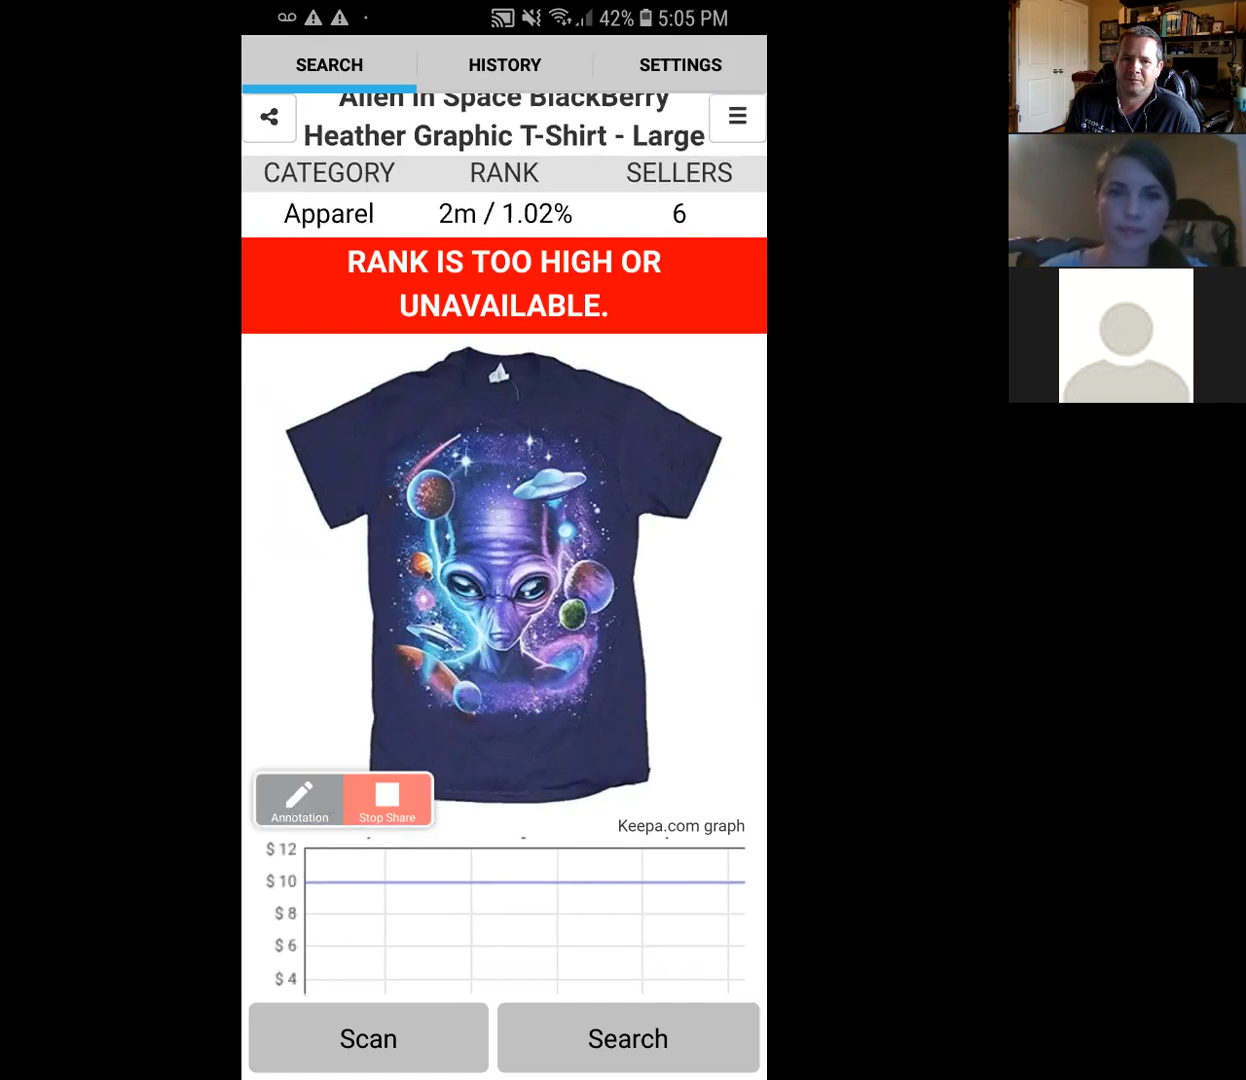 42% 5:05 PM
SEARCH HISTORY SETTINGS
Alien in Space BlackBerry
Heather Graphic T-Shirt - Large
CATEGORY RANK SELLERS
Apparel 2m / 1.02% 6
RANK IS TOO HIGH OR
UNAVAILABLE.
Annotation Stop Share
Keepa.com graph
$ 12
$ 10
$ 8
$ 6
$ 4
Scan Search